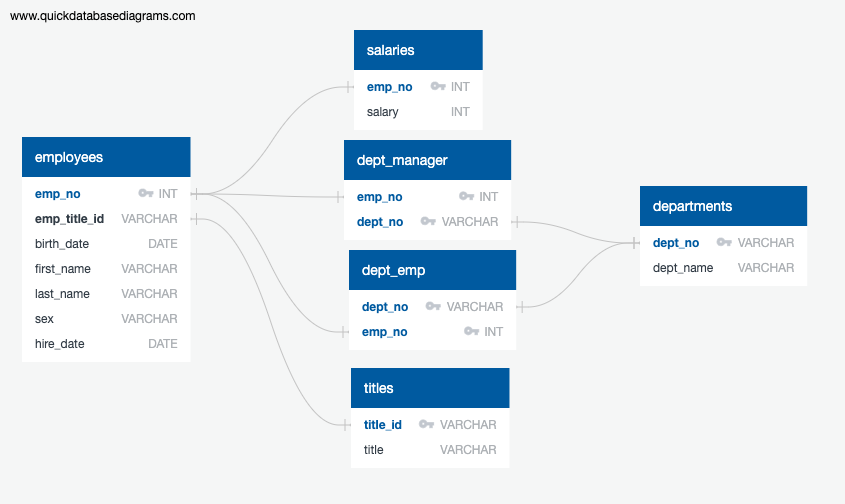 www.quickdatabasediagrams.com
employees
emp_no INT
emp_title_id VARCHAR
birth_date DATE
first_name VARCHAR
last_name VARCHAR
sex VARCHAR
hire_date DATE
salaries
emp_no INT
salary INT
dept_manager
emp_no INT
dept_no VARCHAR
dept_emp
dept_no VARCHAR
emp_no INT
titles
title_id VARCHAR
title VARCHAR
departments
dept_no VARCHAR
dept_name VARCHAR